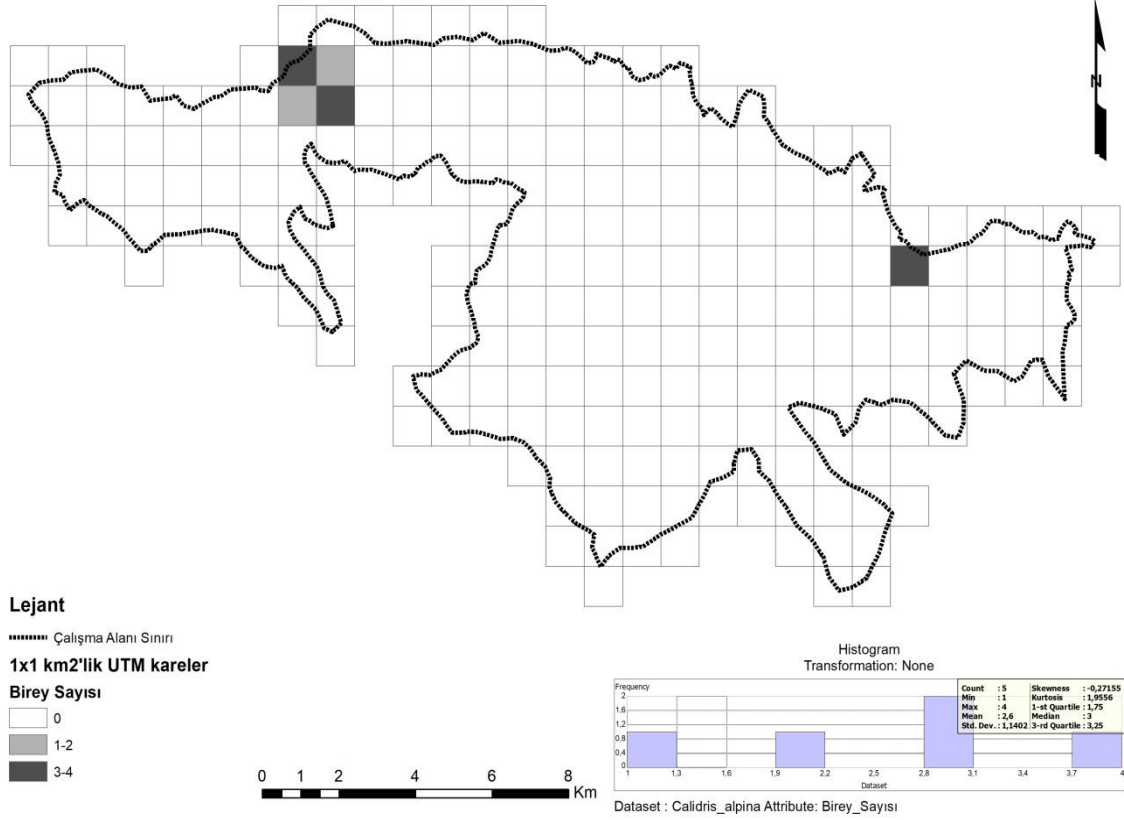 N
Lejant
Çalışma Alanı Sınırı
1x1 km2'lik UTM kareler
Birey Sayısı
0
1-2
3-4
0 1 2 4 6 8
Km
Histogram
Transformation: None
Frequency
2
1,6
1,2
0,8
0,4
0
1 1,3 1,6 1,9 2,2 2,5 2,8 3,1 3,4 3,7 4
Dataset
Count : 5 Skewness : -0,27155
Min : 1 Kurtosis : 1,9556
Max : 4 1-st Quartile : 1,75
Mean : 2,6 Median : 3
Std. Dev. : 1,1402 3-rd Quartile : 3,25
Dataset : Calidris_alpina Attribute: Birey_Sayısı